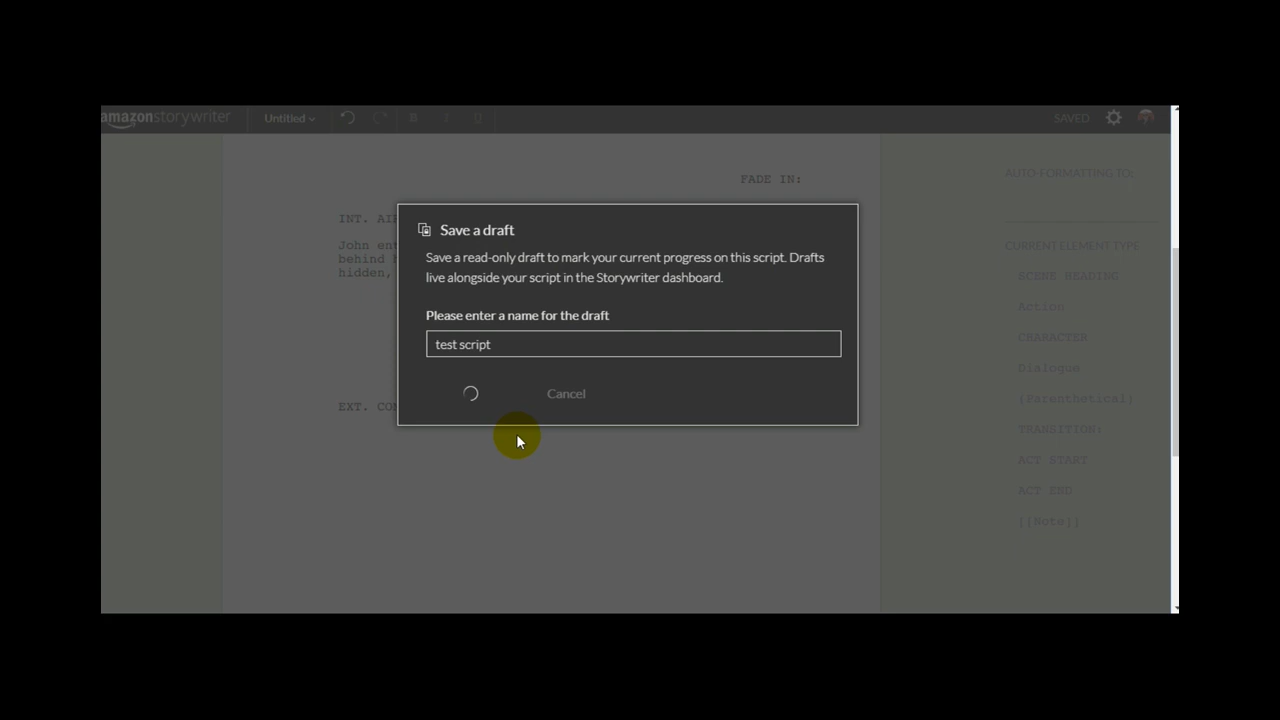 amazonstorywriter
Untitled
B
I
U
SAVED
FADE IN:
AUTO-FORMATTING TO:
INT.
John
behind
hidden,
Save a draft
Save a read-only draft to mark your current progress on this script. Drafts
live alongside your script in the Storywriter dashboard.
Please enter a name for the draft
test script
Cancel
EXT.
CURRENT ELEMENT TYPE
SCENE HEADING
Action
CHARACTER
Dialogue
(Parenthetical)
TRANSITION:
ACT START
ACT END
[[Note]]